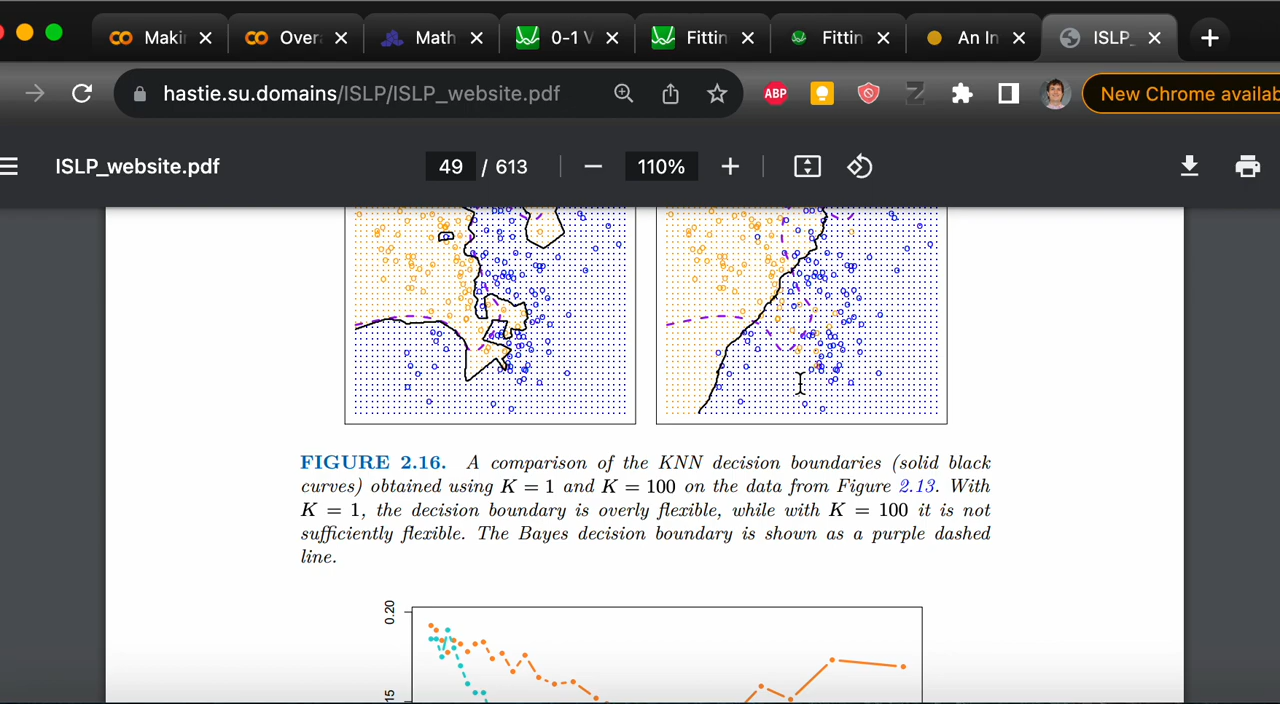 Maki
Over
Math
0-1 V
Fittin
Fittin
An In
ISLP_
hastie.su.domains/ISLP/ISLP_website.pdf
ABP
New Chrome availab
ISLP_website.pdf
49 / 613
110%
FIGURE 2.16. A comparison of the KNN decision boundaries (solid black
curves) obtained using K = 1 and K = 100 on the data from Figure 2.13. With
K = 1, the decision boundary is overly flexible, while with K = 100 it is not
sufficiently flexible. The Bayes decision boundary is shown as a purple dashed
line.
0.20
15